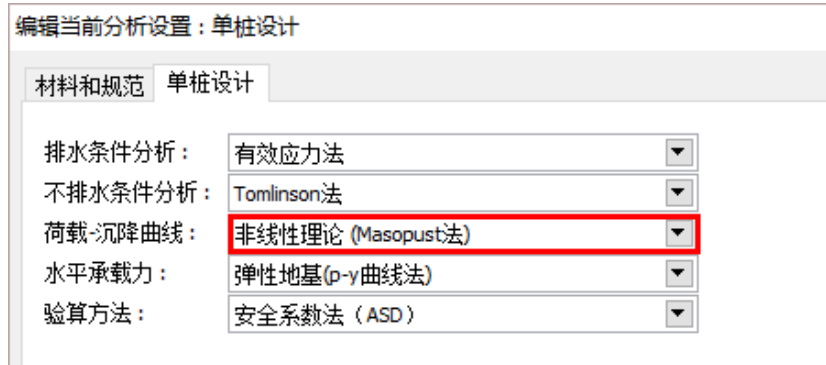 编辑当前分析设置：单桩设计
材料和规范 单桩设计
排水条件分析： 有效应力法
不排水条件分析： Tomlinson法
荷载-沉降曲线： 非线性理论 (Masopust法)
水平承载力： 弹性地基(p-y曲线法)
验算方法： 安全系数法（ASD）